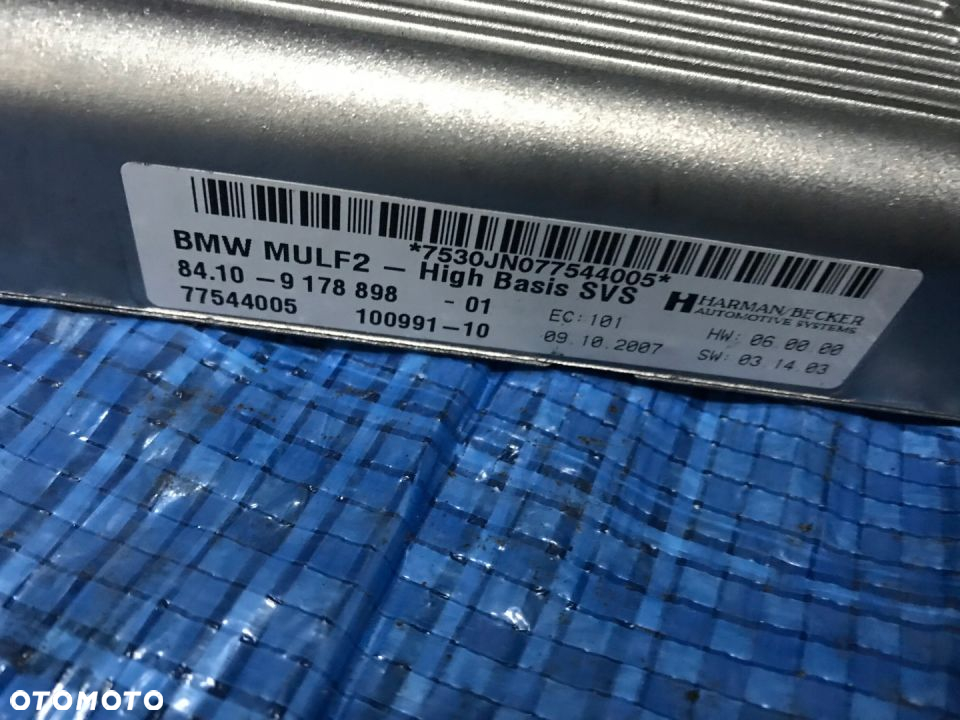 *7530JN077544005*
BMW MULF2 - High Basis SVS
84.10 - 9 178 898 - 01
77544005 100991-10
EC: 101
09.10.2007
HARMAN/BECKER
AUTOMOTIVE SYSTEMS
HW: 06 00 00
SW: 03 14 03
OTOMOTO